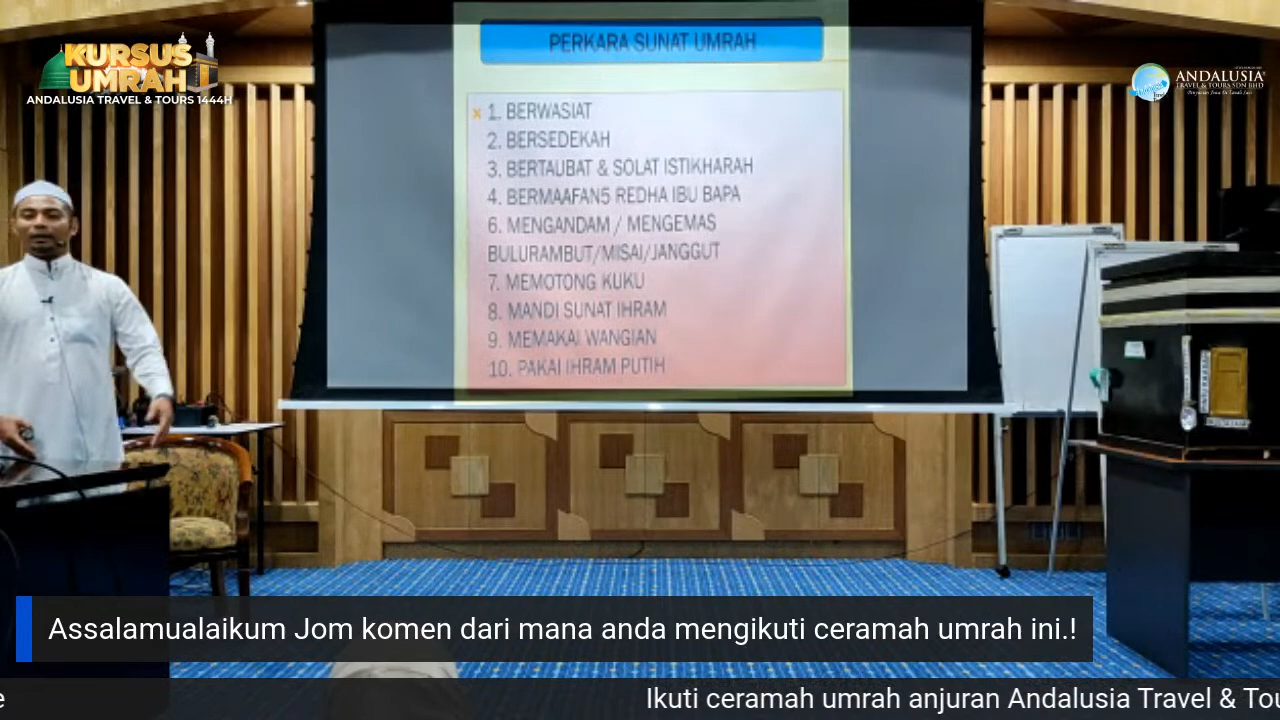 KURSUS
UMRAH
ANDALUSIA TRAVEL & TOURS 1444H
ANDALUSIA
TRAVEL & TOURS SDN BHD
PERKARA SUNAT UMRAH
x 1. BERWASIAT
2. BERSEDEKAH
3. BERTAUBAT & SOLAT ISTIKHARAH
4. BERMAAFAN5 REDHA IBU BAPA
6. MENGANDAM / MENGEMAS
BULURAMBUT/MISAI/JANGGUT
7. MEMOTONG KUKU
8. MANDI SUNAT IHRAM
9. MEMAKAI WANGIAN
10. PAKAI IHRAM PUTIH
Assalamualaikum Jom komen dari mana anda mengikuti ceramah umrah ini.!
e
Ikuti ceramah umrah anjuran Andalusia Travel & Tou